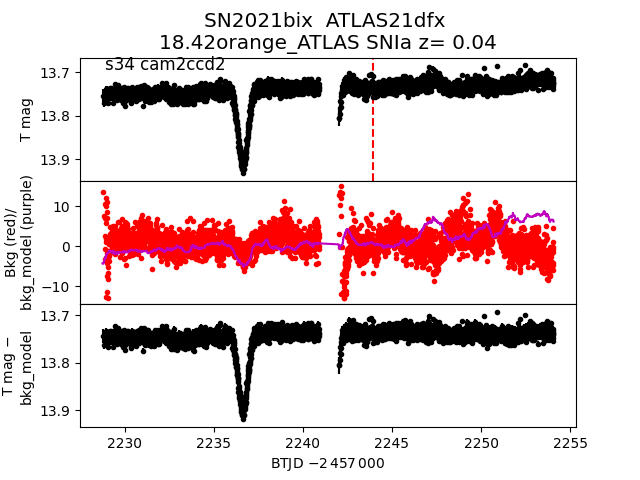 SN2021bix  ATLAS21dfx
18.42orange_ATLAS SNIa z= 0.04
s34 cam2ccd2
13.7
13.8
13.9
T mag
10
0
−10
Bkg (red)/
bkg_model (purple)
13.7
13.8
13.9
T mag −
bkg_model
2230
2235
2240
2245
2250
2255
BTJD −2 457 000